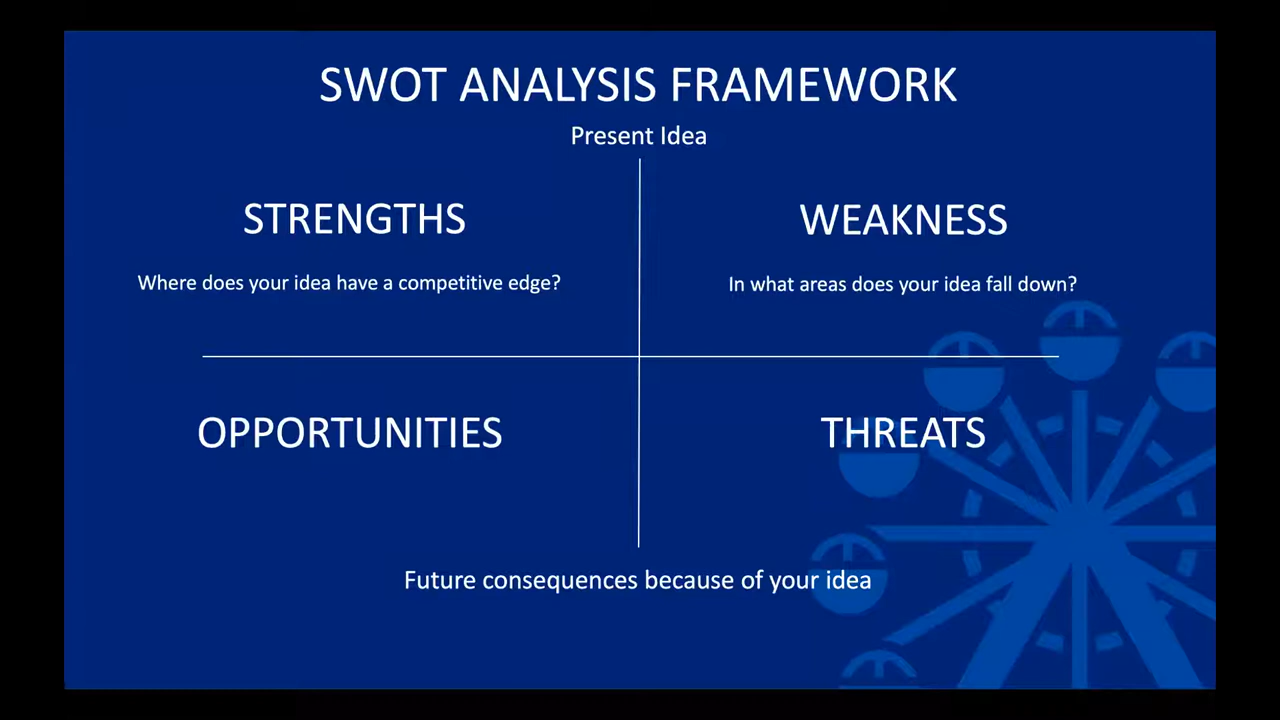 SWOT ANALYSIS FRAMEWORK
Present Idea
STRENGTHS
Where does your idea have a competitive edge?
WEAKNESS
In what areas does your idea fall down?
OPPORTUNITIES
THREATS
Future consequences because of your idea